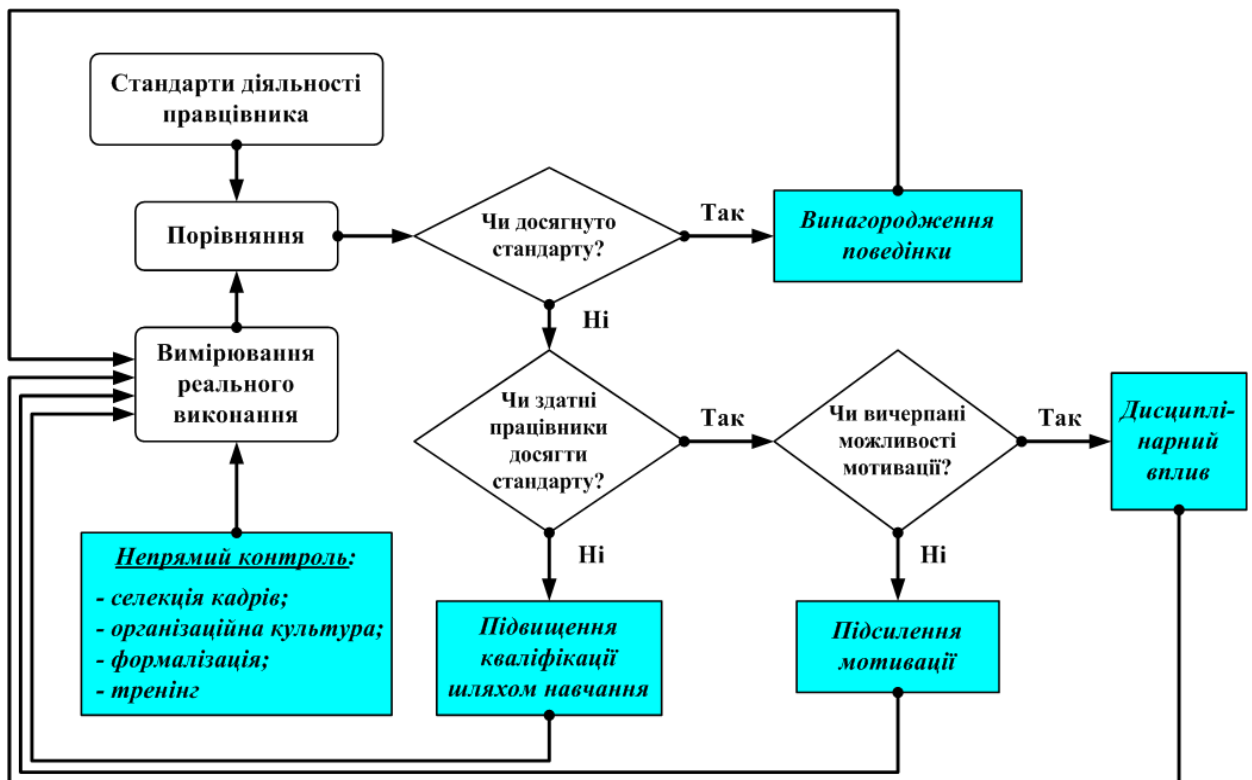 Стандарти діяльності
правцівника
Порівняння
Чи досягнуто
стандарту?
Так
Винагородження
поведінки
Ні
Вимірювання
реального
виконання
Чи здатні
працівники
досягти
стандарту?
Так
Чи вичерпані
можливості
мотивації?
Так
Дисциплі-
нарний
вплив
Ні
Ні
Непрямий контроль:
- селекція кадрів;
- організаційна культура;
- формалізація;
- тренінг
Підвищення
кваліфікації
шляхом навчання
Підсилення
мотивації